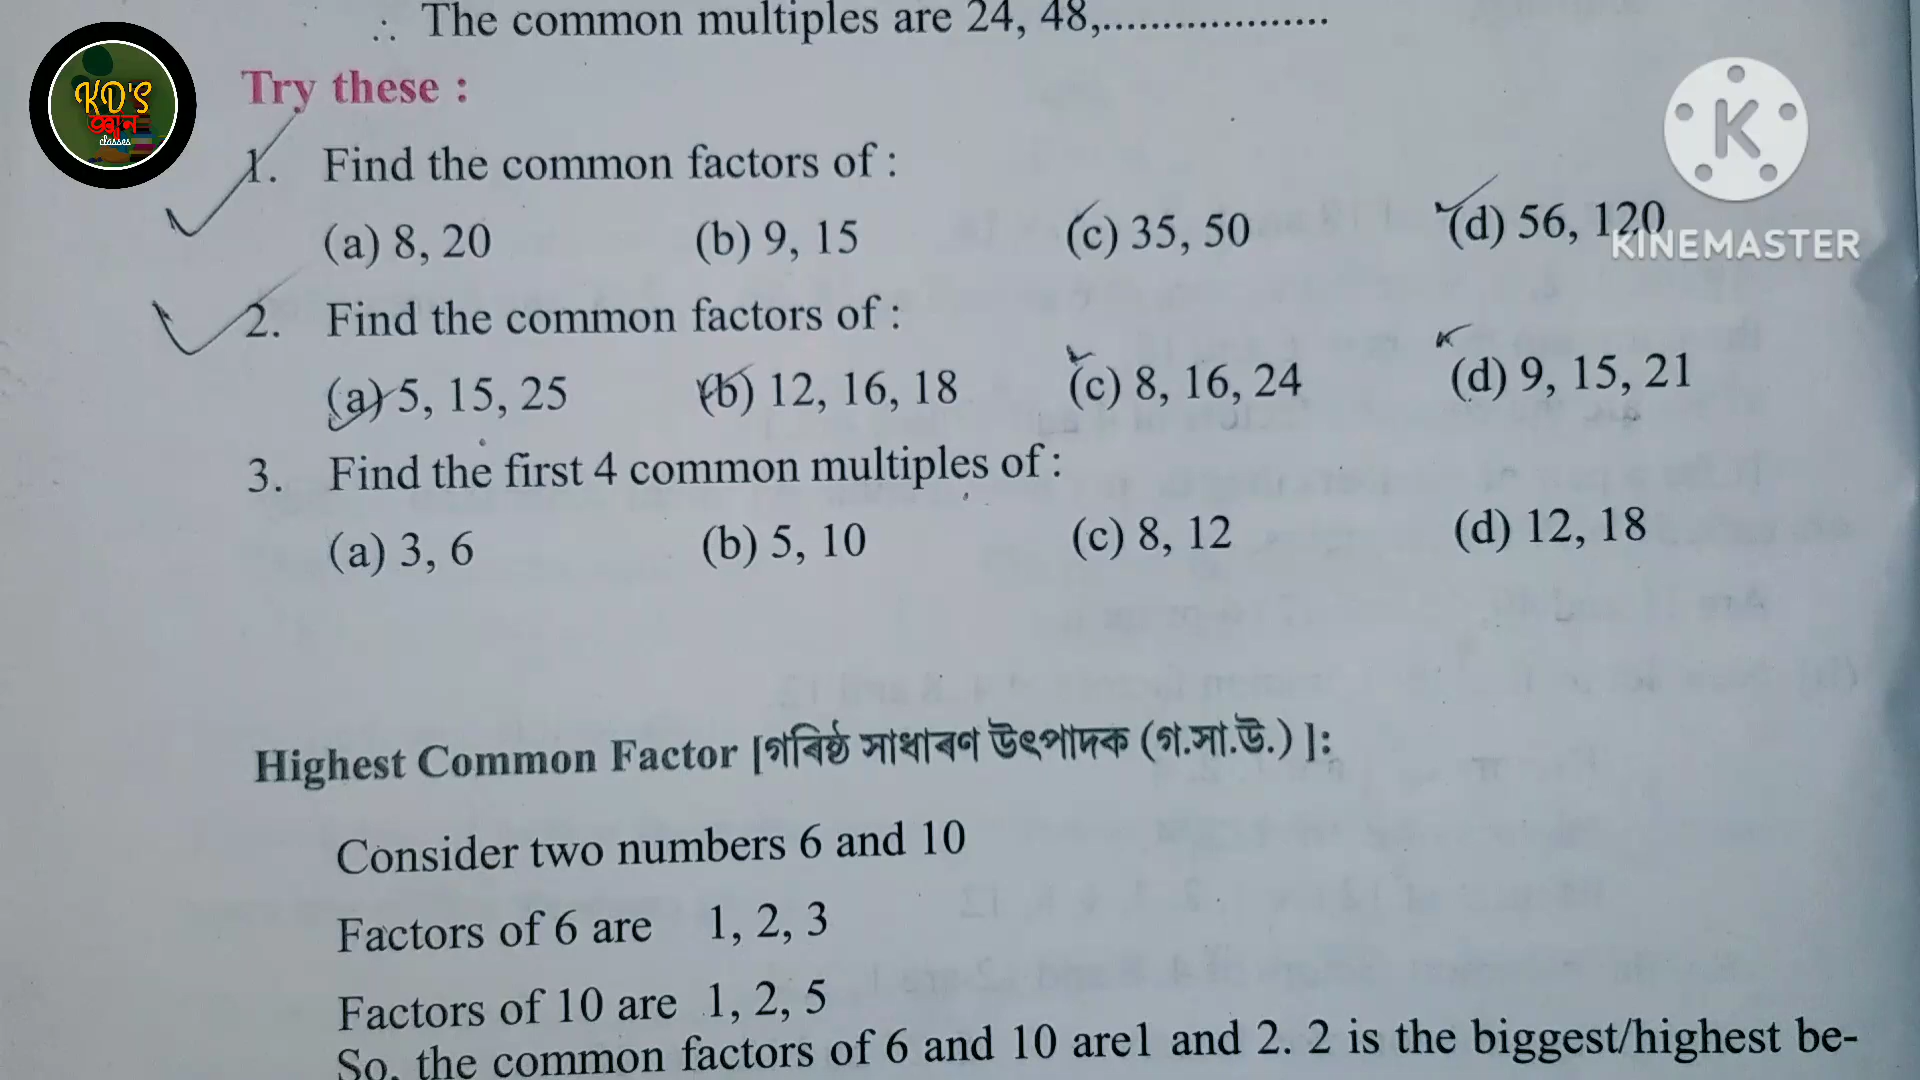 ∴ The common multiples are 24, 48,...................
KD'S
জ্ঞান
classes
Try these :
K
KINEMASTER
1. Find the common factors of :
(a) 8, 20 (b) 9, 15 (c) 35, 50 (d) 56, 120
2. Find the common factors of :
(a) 5, 15, 25 (b) 12, 16, 18 (c) 8, 16, 24 (d) 9, 15, 21
3. Find the first 4 common multiples of :
(a) 3, 6 (b) 5, 10 (c) 8, 12 (d) 12, 18
Highest Common Factor [গৰিষ্ঠ সাধাৰণ উৎপাদক (গ.সা.উ.) ]:
Consider two numbers 6 and 10
Factors of 6 are 1, 2, 3
Factors of 10 are 1, 2, 5
So, the common factors of 6 and 10 are1 and 2. 2 is the biggest/highest be-